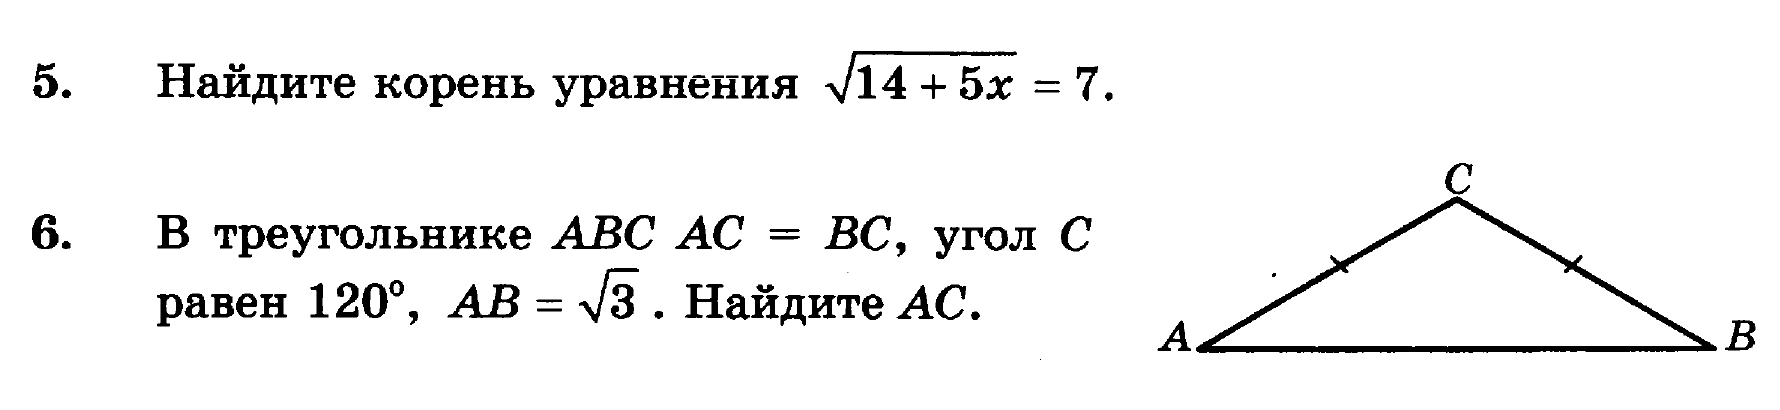 5. Найдите корень уравнения √14 + 5x = 7.
C
6. В треугольнике ABC AC = BC, угол C
равен 120°, AB = √3 . Найдите AC.
A B